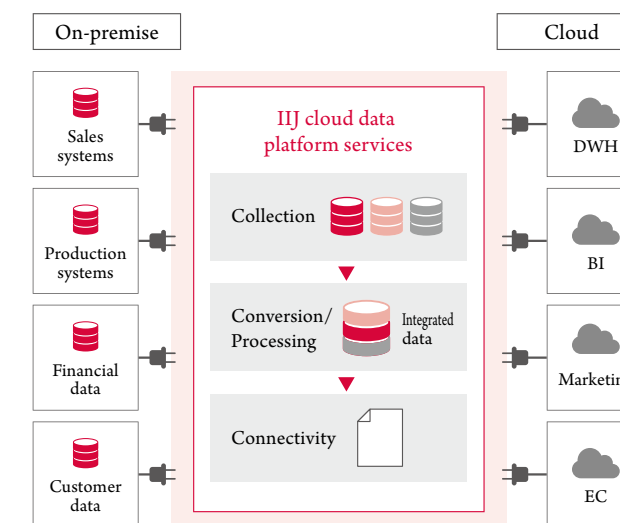 On-premise
Cloud
Sales
systems
Production
systems
Financial
data
Customer
data
IIJ cloud data
platform services
Collection
Conversion/
Processing
Integrated
data
Connectivity
DWH
BI
Marketin
EC